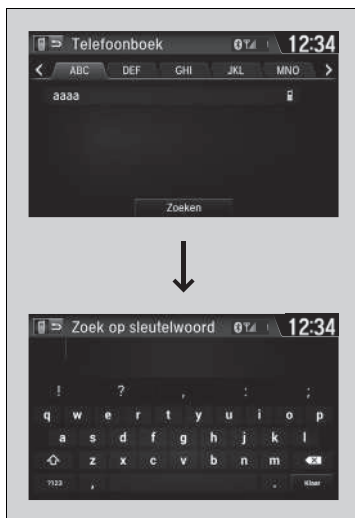 Telefoonboek 12:34
ABC DEF GHI JKL MNO
aaaa
Zoeken
Zoek op sleutelwoord 12:34
! ? , : ;
q w e r t y u i o p
a s d f g h j k l
z x c v b n m
?123 , . Klaar